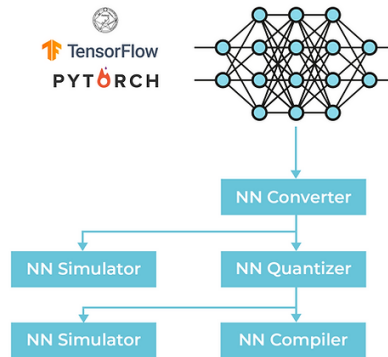 TensorFlow
PYTORCH
NN Converter
NN Simulator
NN Quantizer
NN Simulator
NN Compiler